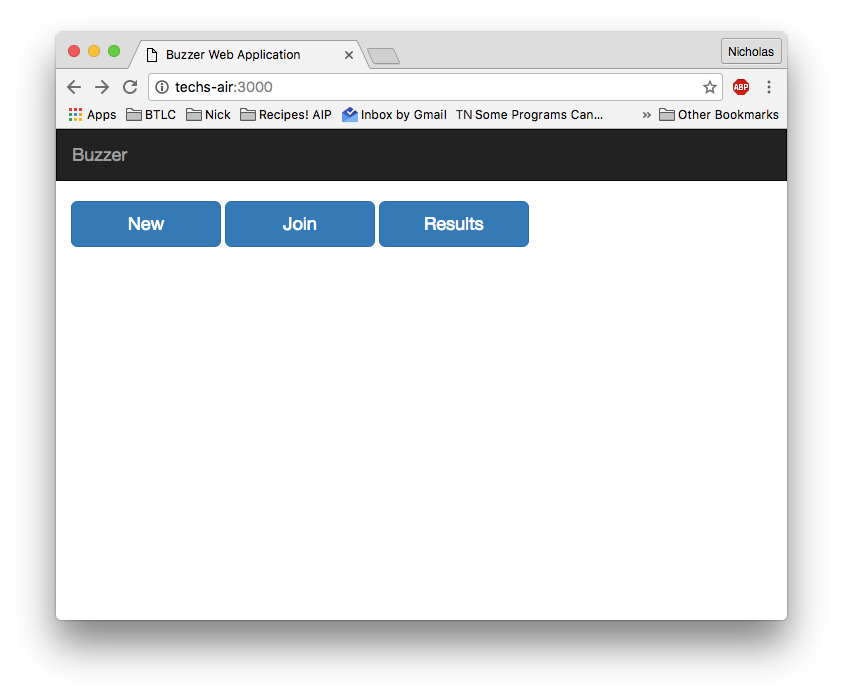 Buzzer Web Application
Nicholas
techs-air:3000
ABP
Apps BTLC Nick Recipes! AIP Inbox by Gmail TN Some Programs Can... » Other Bookmarks
Buzzer
New Join Results